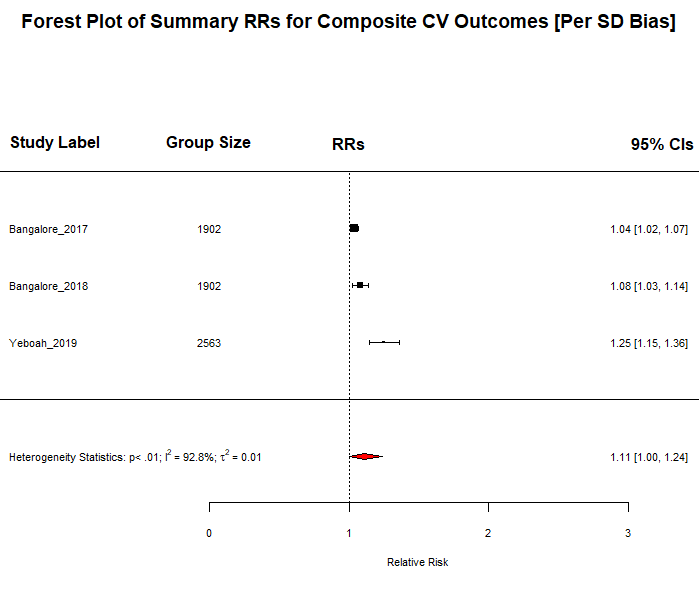 Forest Plot of Summary RRs for Composite CV Outcomes [Per SD Bias]
Study Label Group Size RRs 95% CIs
Bangalore_2017 1902 1.04 [1.02, 1.07]
Bangalore_2018 1902 1.08 [1.03, 1.14]
Yeboah_2019 2563 1.25 [1.15, 1.36]
Heterogeneity Statistics: p< .01; I² = 92.8%; τ² = 0.01 1.11 [1.00, 1.24]
0 1 2 3
Relative Risk